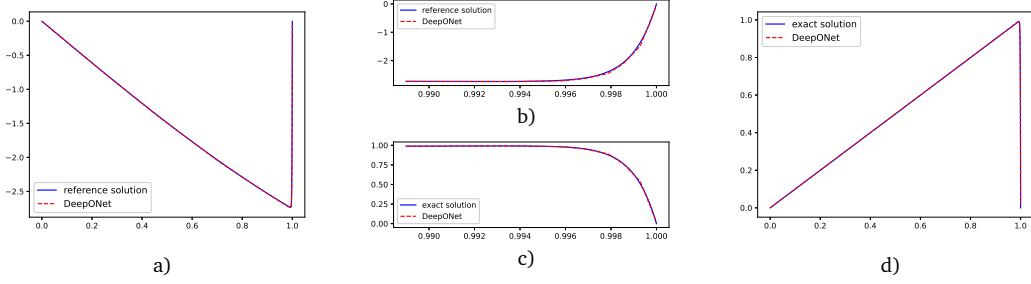 0.0
−0.5
−1.0
−1.5
−2.0
−2.5
reference solution
DeepONet
0.0 0.2 0.4 0.6 0.8 1.0
a)
0
−2
reference solution
DeepONet
0.990 0.992 0.994 0.996 0.998 1.000
b)
1.00
0.75
0.50
0.25
0.00
exact solution
DeepONet
0.990 0.992 0.994 0.996 0.998 1.000
c)
1.0
0.8
0.6
0.4
0.2
0.0
exact solution
DeepONet
0.0 0.2 0.4 0.6 0.8 1.0
d)